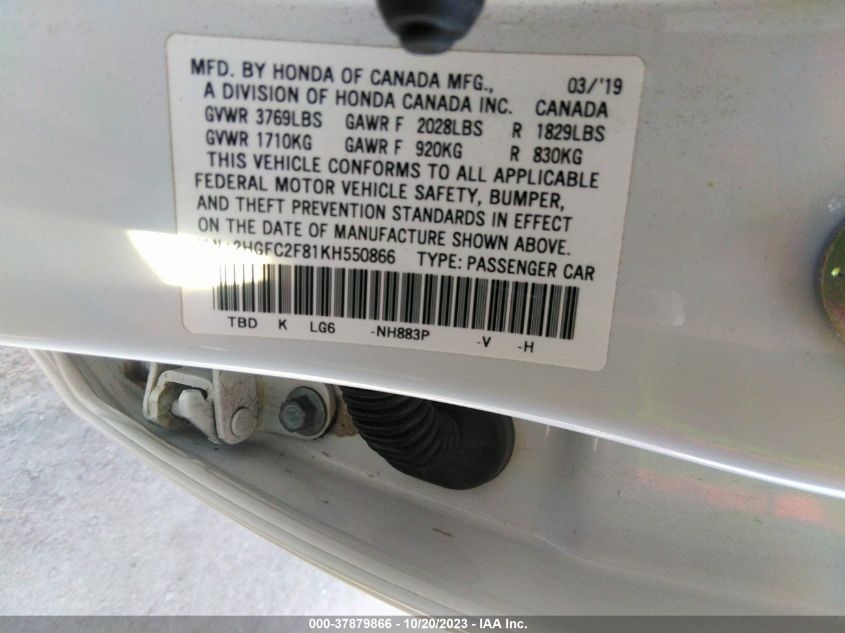 MFD. BY HONDA OF CANADA MFG., 03/'19
A DIVISION OF HONDA CANADA INC. CANADA
GVWR 3769LBS GAWR F 2028LBS R 1829LBS
GVWR 1710KG GAWR F 920KG R 830KG
THIS VEHICLE CONFORMS TO ALL APPLICABLE
FEDERAL MOTOR VEHICLE SAFETY, BUMPER,
AND THEFT PREVENTION STANDARDS IN EFFECT
ON THE DATE OF MANUFACTURE SHOWN ABOVE.
2HGFC2F81KH550866 TYPE: PASSENGER CAR
TBD K LG6 -NH883P -V -H
000-37879866 - 10/20/2023 - IAA Inc.